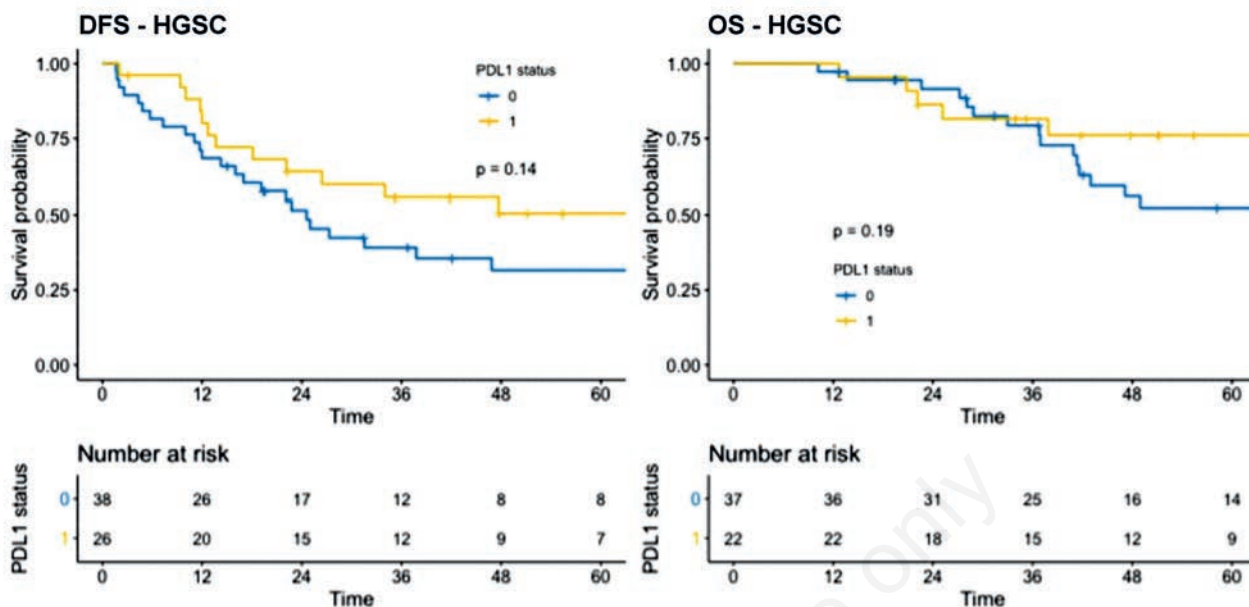 DFS - HGSC
1.00
0.75
0.50
0.25
0.00
Survival probability
PDL1 status
0
1
p = 0.14
0 12 24 36 48 60
Time
Number at risk
PDL1 status
0 38 26 17 12 8 8
1 26 20 15 12 9 7
0 12 24 36 48 60
Time
OS - HGSC
1.00
0.75
0.50
0.25
0.00
Survival probability
p = 0.19
PDL1 status
0
1
0 12 24 36 48 60
Time
Number at risk
PDL1 status
0 37 36 31 25 16 14
1 22 22 18 15 12 9
0 12 24 36 48 60
Time
only